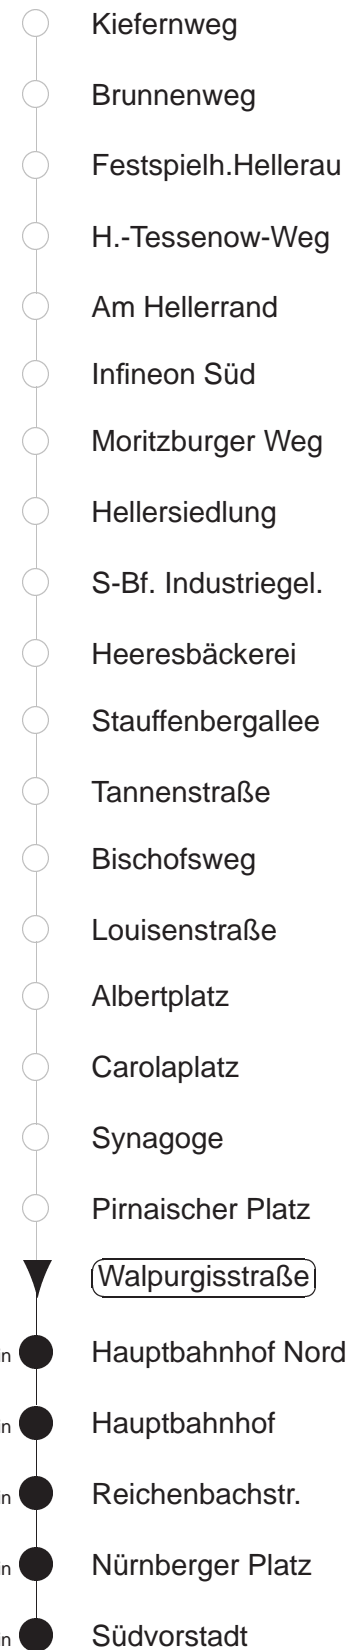 Kiefernweg
Brunnenweg
Festspielh.Hellerau
H.-Tessenow-Weg
Am Hellerrand
Infineon Süd
Moritzburger Weg
Hellersiedlung
S-Bf. Industriegel.
Heeresbäckerei
Stauffenbergallee
Tannenstraße
Bischofsweg
Louisenstraße
Albertplatz
Carolaplatz
Synagoge
Pirnaischer Platz
Walpurgisstraße
Hauptbahnhof Nord
Hauptbahnhof
Reichenbachstr.
Nürnberger Platz
Südvorstadt